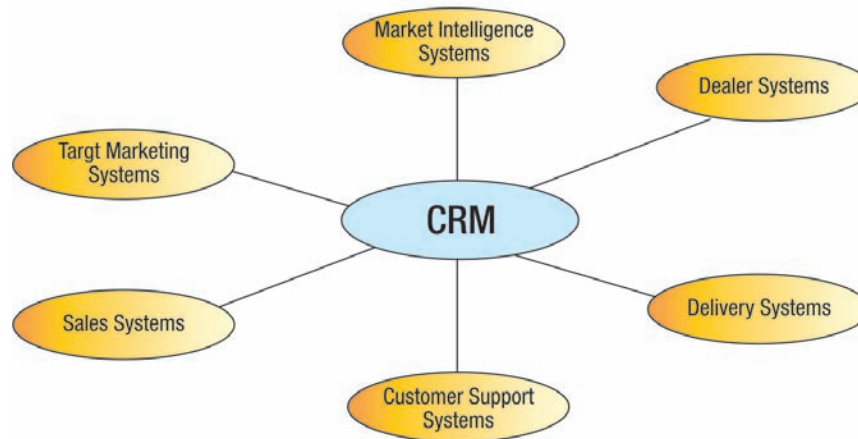 Market Intelligence
Systems
Dealer Systems
Targt Marketing
Systems
CRM
Sales Systems
Delivery Systems
Customer Support
Systems